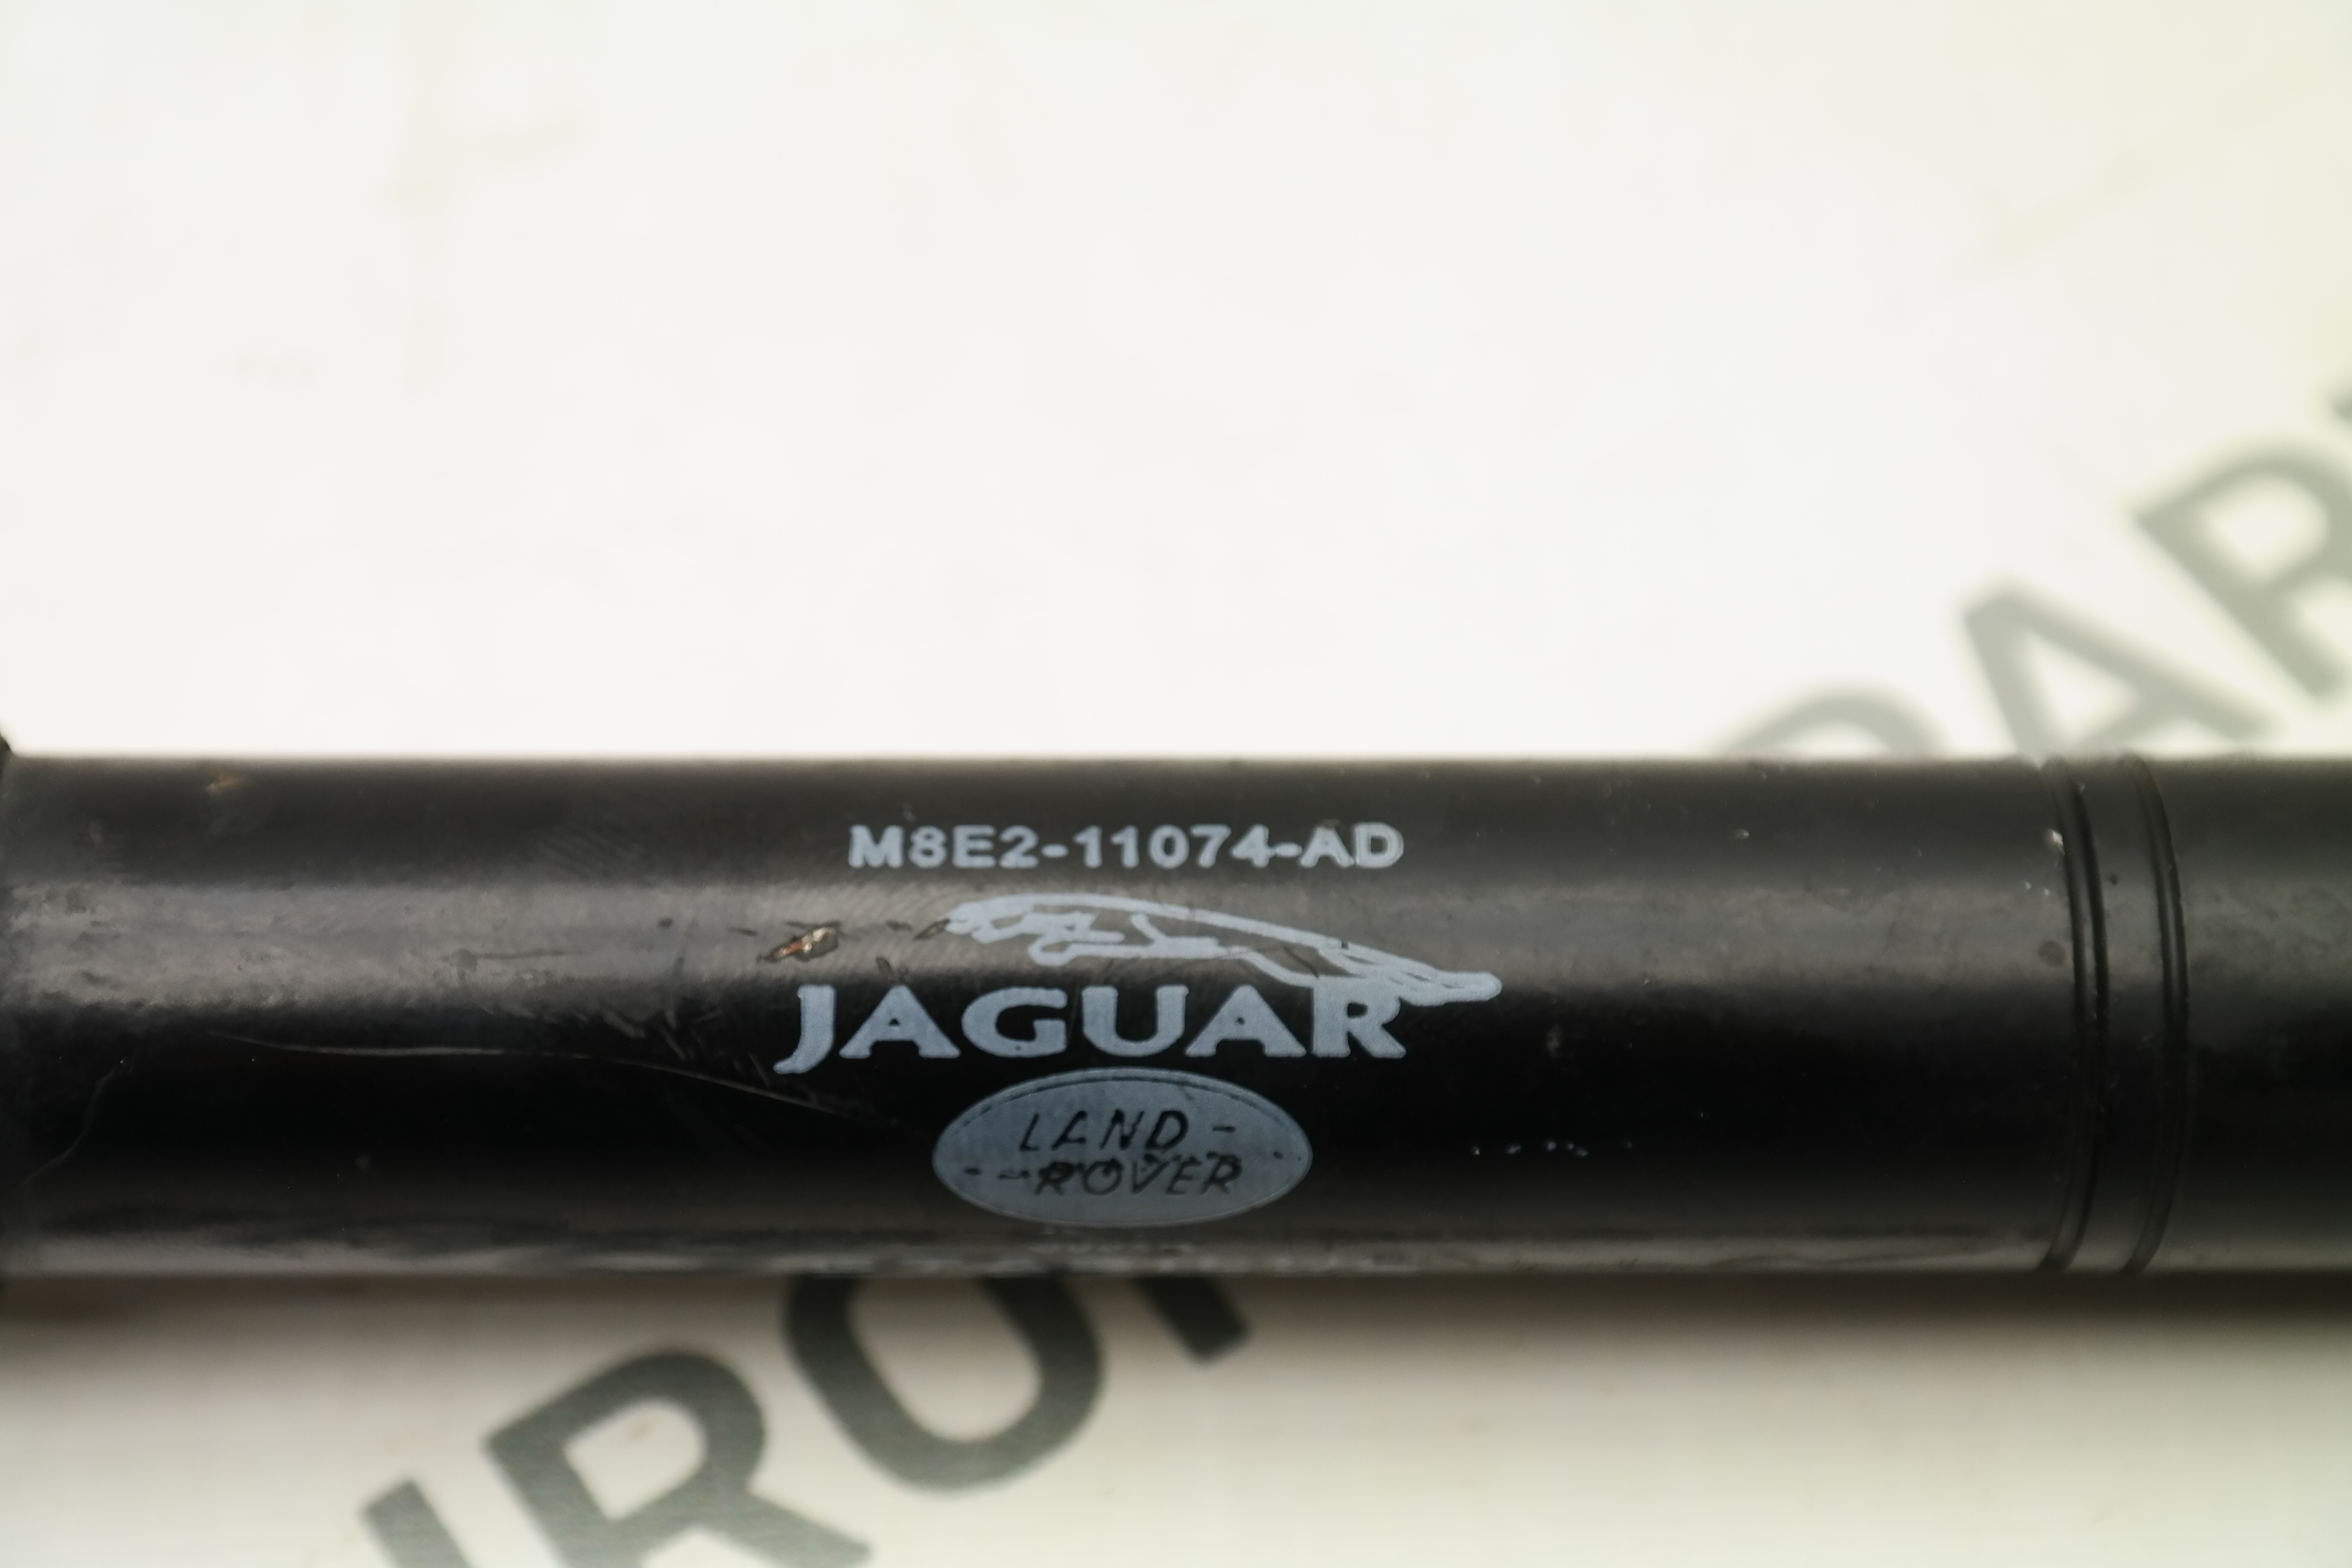 M8E2-11074-AD
JAGUAR
LAND-
-ROVER